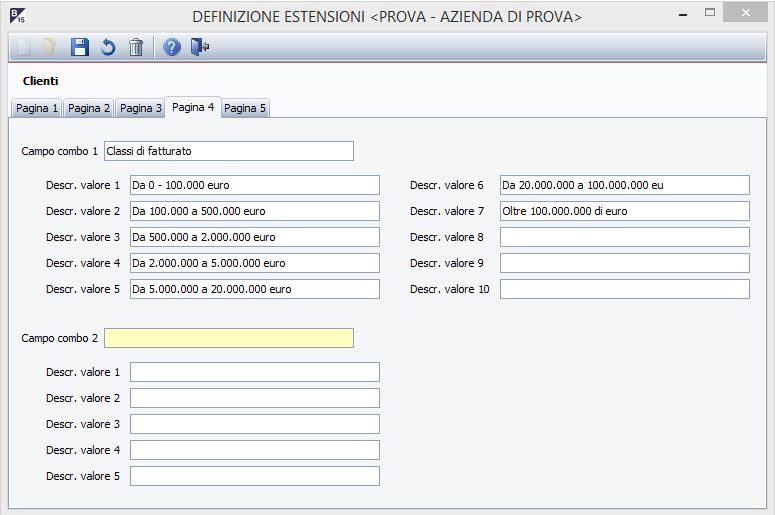 B
15
DEFINIZIONE ESTENSIONI <PROVA - AZIENDA DI PROVA>
Clienti
Pagina 1 Pagina 2 Pagina 3 Pagina 4 Pagina 5
Campo combo 1 Classi di fatturato
Descr. valore 1 Da 0 - 100.000 euro
Descr. valore 2 Da 100.000 a 500.000 euro
Descr. valore 3 Da 500.000 a 2.000.000 euro
Descr. valore 4 Da 2.000.000 a 5.000.000 euro
Descr. valore 5 Da 5.000.000 a 20.000.000 euro
Descr. valore 6 Da 20.000.000 a 100.000.000 eu
Descr. valore 7 Oltre 100.000.000 di euro
Descr. valore 8
Descr. valore 9
Descr. valore 10
Campo combo 2
Descr. valore 1
Descr. valore 2
Descr. valore 3
Descr. valore 4
Descr. valore 5